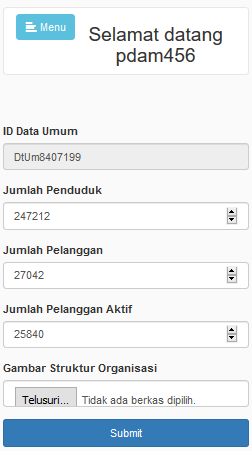 Menu
Selamat datang
pdam456
ID Data Umum
DtUm8407199
Jumlah Penduduk
247212
Jumlah Pelanggan
27042
Jumlah Pelanggan Aktif
25840
Gambar Struktur Organisasi
Telusuri... Tidak ada berkas dipilih.
Submit